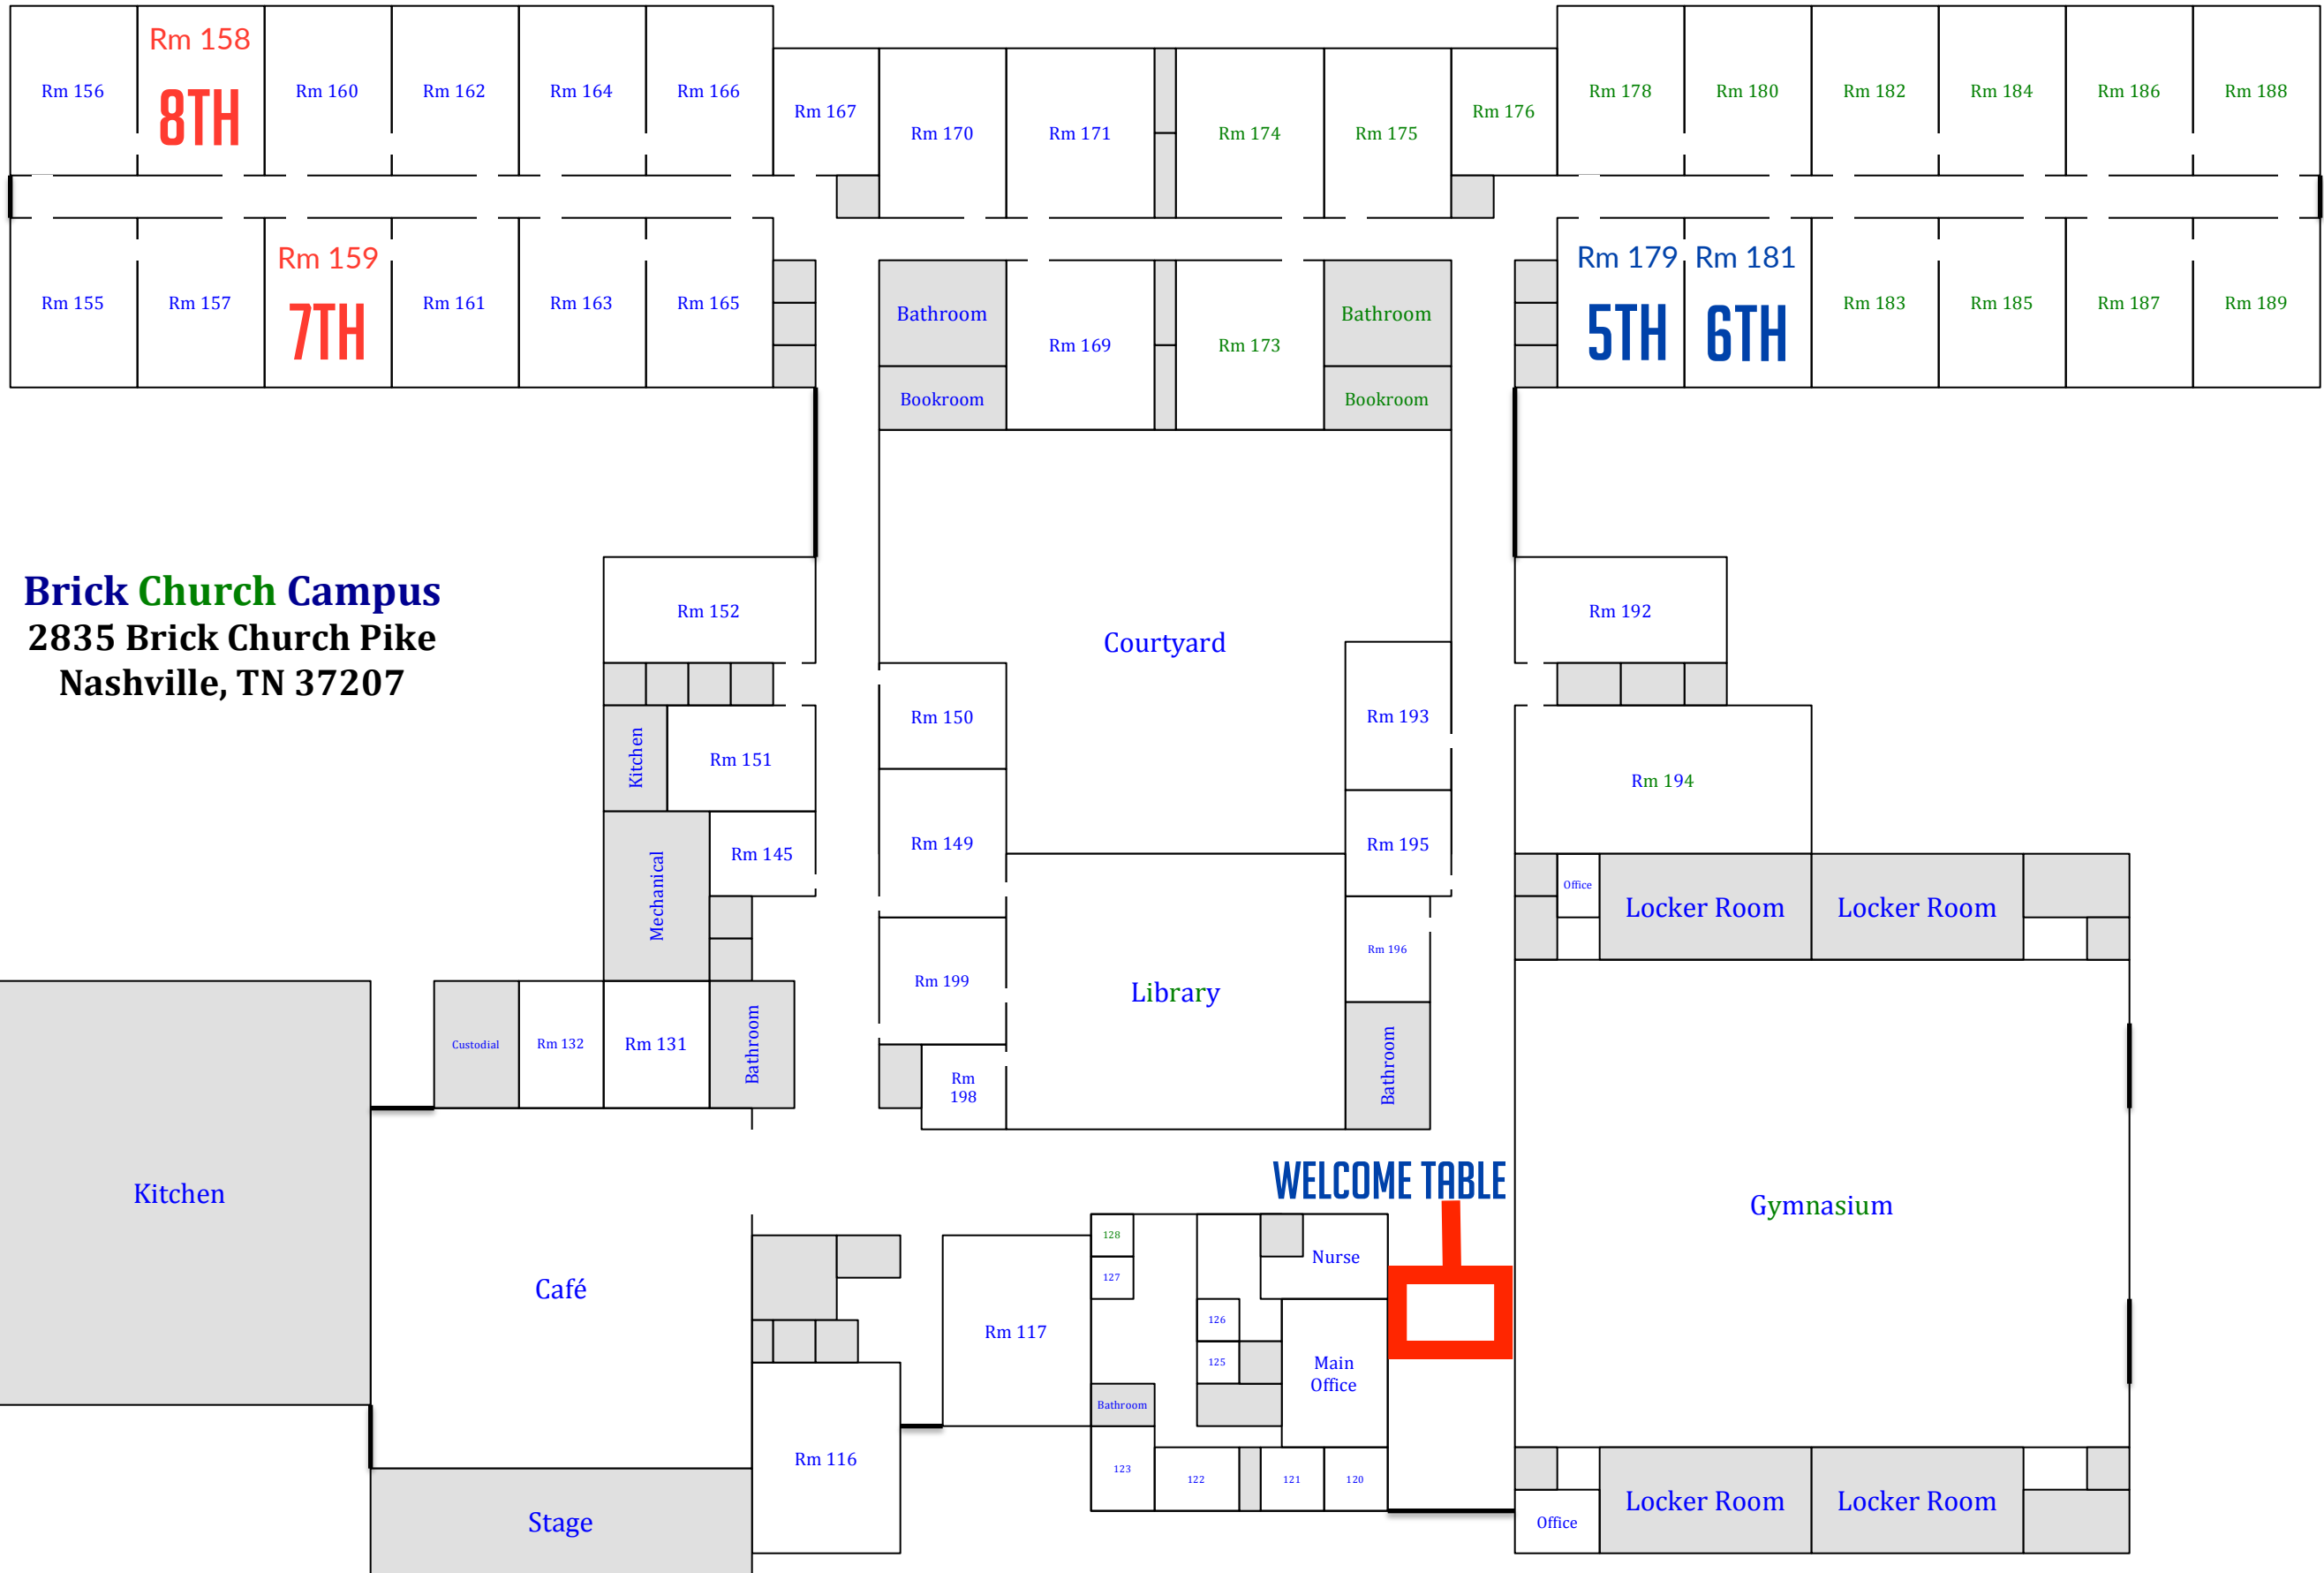 Rm 156
Rm 158
8TH
Rm 160
Rm 162
Rm 164
Rm 166
Rm 167
Rm 170
Rm 171
Rm 174
Rm 175
Rm 176
Rm 178
Rm 180
Rm 182
Rm 184
Rm 186
Rm 188
Rm 155
Rm 157
Rm 159
7TH
Rm 161
Rm 163
Rm 165
Bathroom
Bookroom
Rm 169
Rm 173
Bathroom
Bookroom
Rm 179
5TH
Rm 181
6TH
Rm 183
Rm 185
Rm 187
Rm 189
Brick Church Campus
2835 Brick Church Pike
Nashville, TN 37207
Rm 152
Courtyard
Rm 192
Kitchen
Rm 151
Rm 150
Rm 193
Rm 194
Mechanical
Rm 145
Rm 149
Rm 195
Office
Locker Room
Locker Room
Rm 199
Library
Rm 196
Custodial
Rm 132
Rm 131
Bathroom
Rm
198
Bathroom
Kitchen
WELCOME TABLE
Gymnasium
Café
Rm 117
128
127
Nurse
126
125
Main
Office
Bathroom
Rm 116
123
122
121
120
Stage
Office
Locker Room
Locker Room